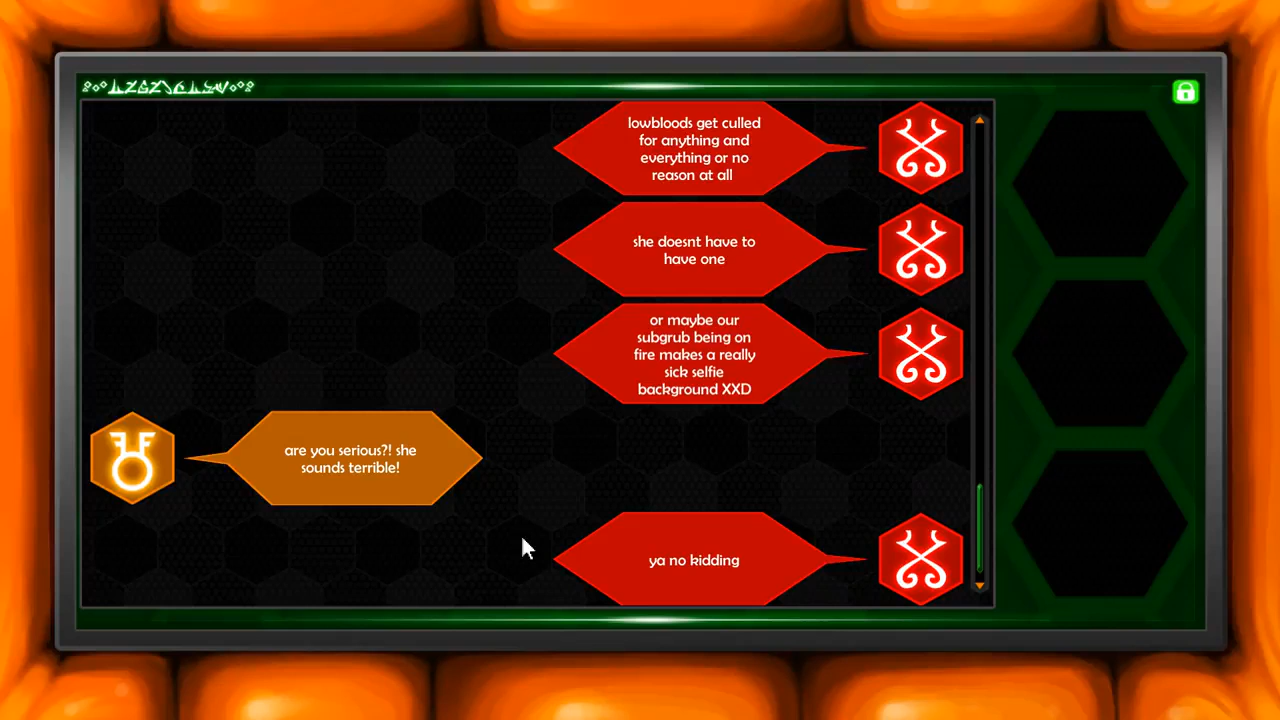 lowbloods get culled
for anything and
everything or no
reason at all
she doesnt have to
have one
or maybe our
subgrub being on
fire makes a really
sick selfie
background XXD
are you serious?! she
sounds terrible!
ya no kidding